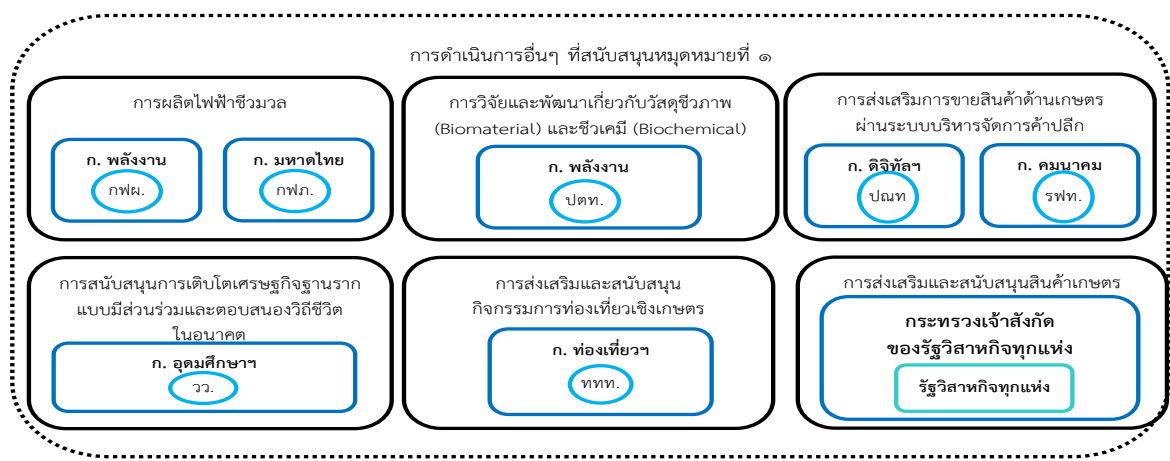 การดำเนินการอื่นๆ ที่สนับสนุนหมุดหมายที่ ๑
การผลิตไฟฟ้าชีวมวล
ก. พลังงาน
กฟผ.
ก. มหาดไทย
กฟภ.
การวิจัยและพัฒนาเกี่ยวกับวัสดุชีวภาพ
(Biomaterial) และชีวเคมี (Biochemical)
ก. พลังงาน
ปตท.
การส่งเสริมการขายสินค้าด้านเกษตร
ผ่านระบบบริหารจัดการค้าปลีก
ก. ดิจิทัลฯ
ปณท
ก. คมนาคม
รฟท.
การสนับสนุนการเติบโตเศรษฐกิจฐานราก
แบบมีส่วนร่วมและตอบสนองวิถีชีวิต
ในอนาคต
ก. อุดมศึกษาฯ
วว.
การส่งเสริมและสนับสนุน
กิจกรรมการท่องเที่ยวเชิงเกษตร
ก. ท่องเที่ยวฯ
ททท.
การส่งเสริมและสนับสนุนสินค้าเกษตร
กระทรวงเจ้าสังกัด
ของรัฐวิสาหกิจทุกแห่ง
รัฐวิสาหกิจทุกแห่ง